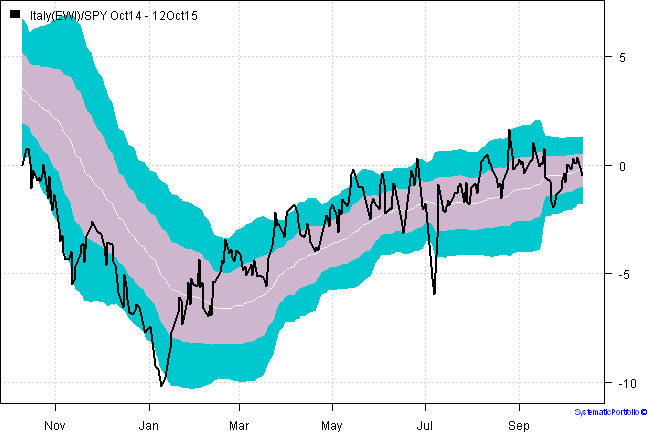 Italy(EWI)/SPY Oct14 - 12Oct15
5
0
-5
-10
Nov Jan Mar May Jul Sep
SystematicPortfolio ©